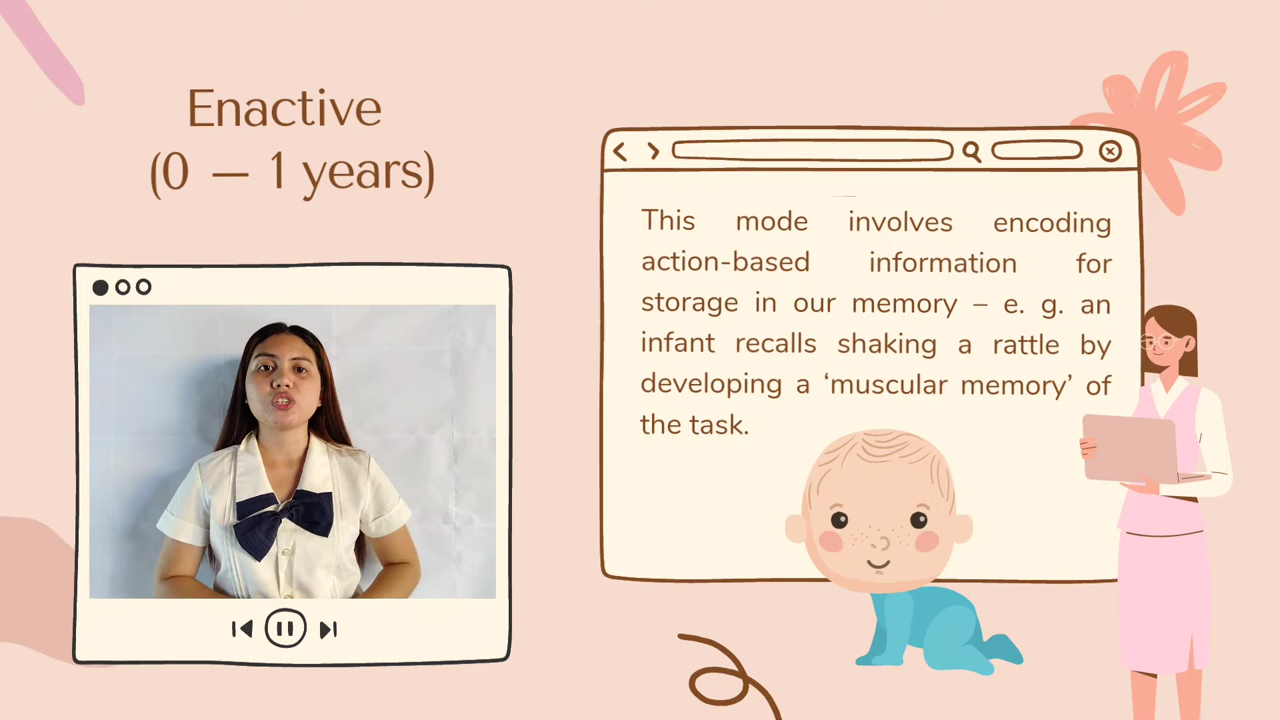 Enactive
(0 – 1 years)
This mode involves encoding
action-based information for
storage in our memory – e. g. an
infant recalls shaking a rattle by
developing a ‘muscular memory’ of
the task.